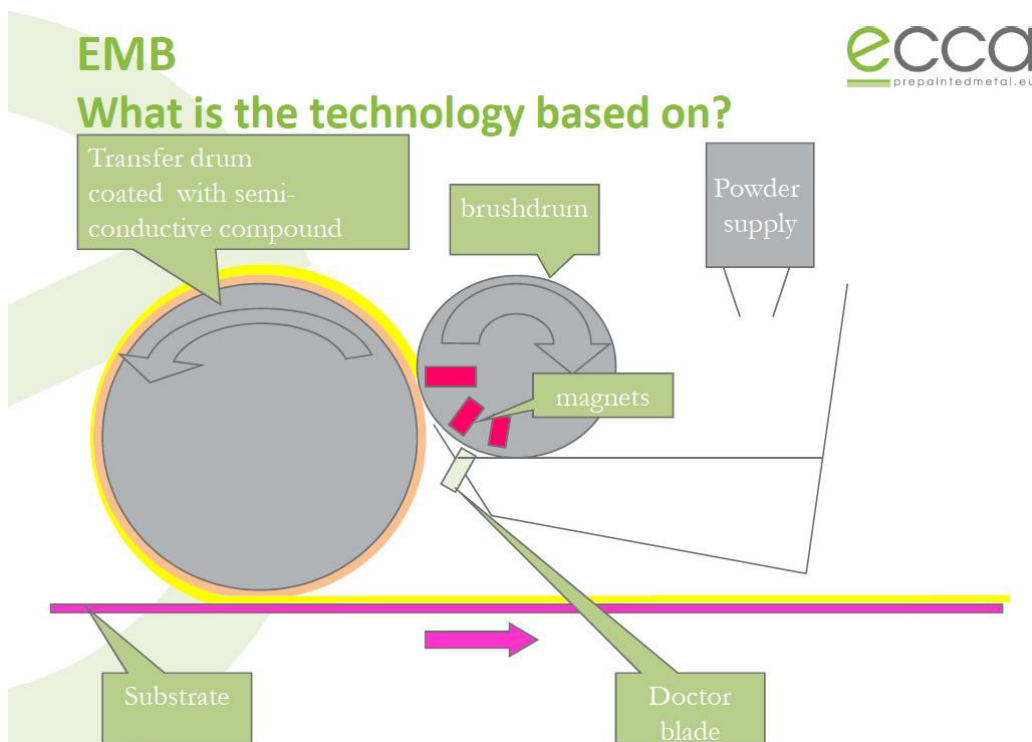 EMB
What is the technology based on?
ecca
prepaintedmetal.eu
Transfer drum
coated with semi-
conductive compound
brushdrum
Powder
supply
magnets
Substrate
Doctor
blade